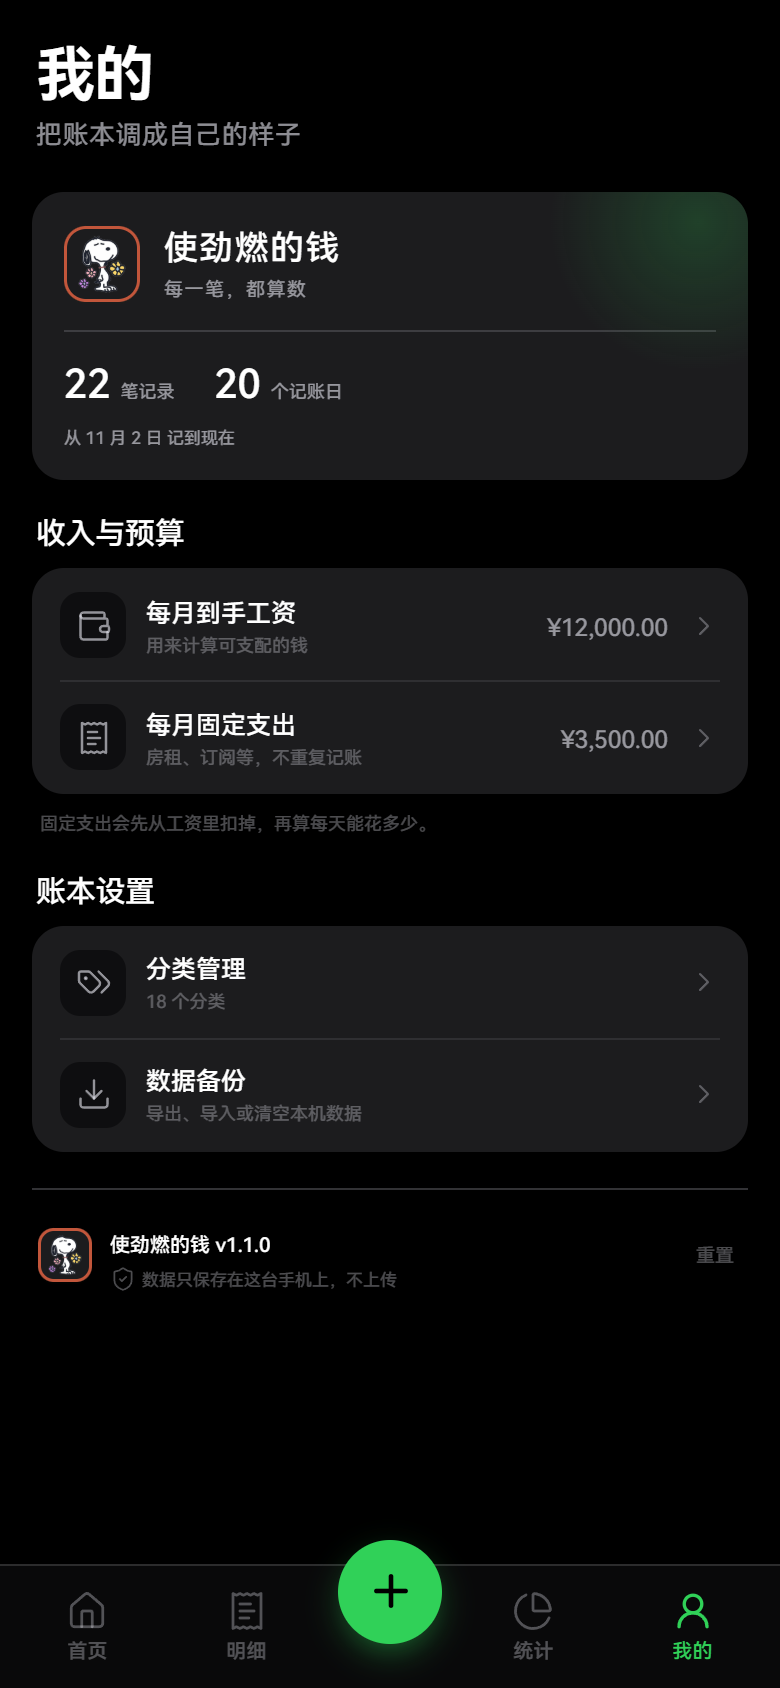 我的
把账本调成自己的样子
使劲燃的钱
每一笔，都算数
22 笔记录 20 个记账日
从 11 月 2 日 记到现在
收入与预算
每月到手工资
用来计算可支配的钱
¥12,000.00
每月固定支出
房租、订阅等，不重复记账
¥3,500.00
固定支出会先从工资里扣掉，再算每天能花多少。
账本设置
分类管理
18 个分类
数据备份
导出、导入或清空本机数据
使劲燃的钱 v1.1.0
数据只保存在这台手机上，不上传
重置
首页 明细 统计 我的